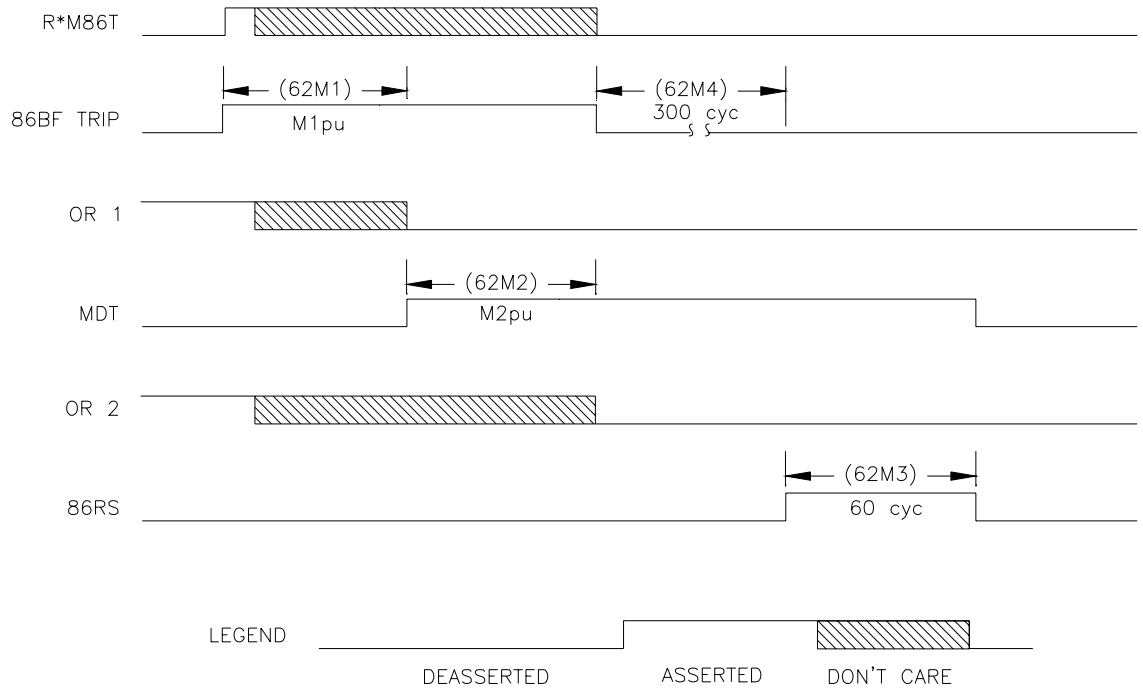 R*M86T
(62M1)
(62M4)
86BF TRIP
M1pu
300 cyc
OR 1
(62M2)
MDT
M2pu
OR 2
(62M3)
86RS
60 cyc
LEGEND
DEASSERTED
ASSERTED
DON'T CARE